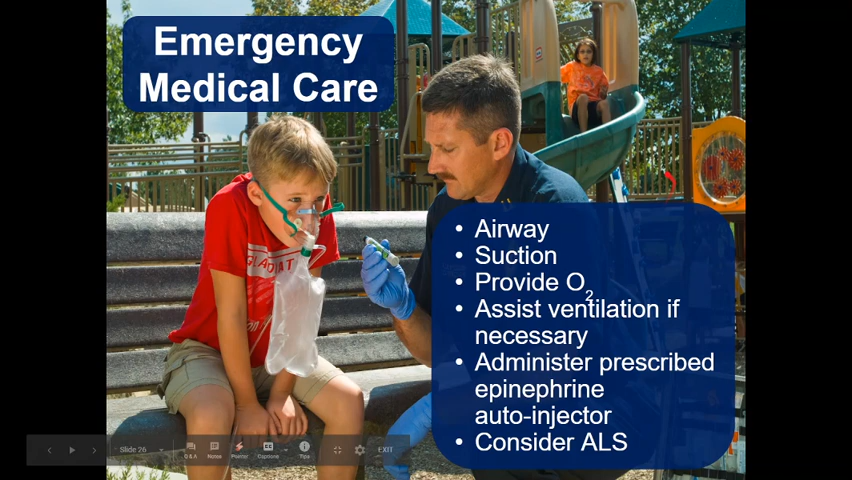 Emergency
Medical Care
• Airway
• Suction
• Provide O₂
• Assist ventilation if
necessary
• Administer prescribed
epinephrine
auto-injector
• Consider ALS
Slide 26
Q & A
Notes
Pointer
Captions
Tips
EXIT